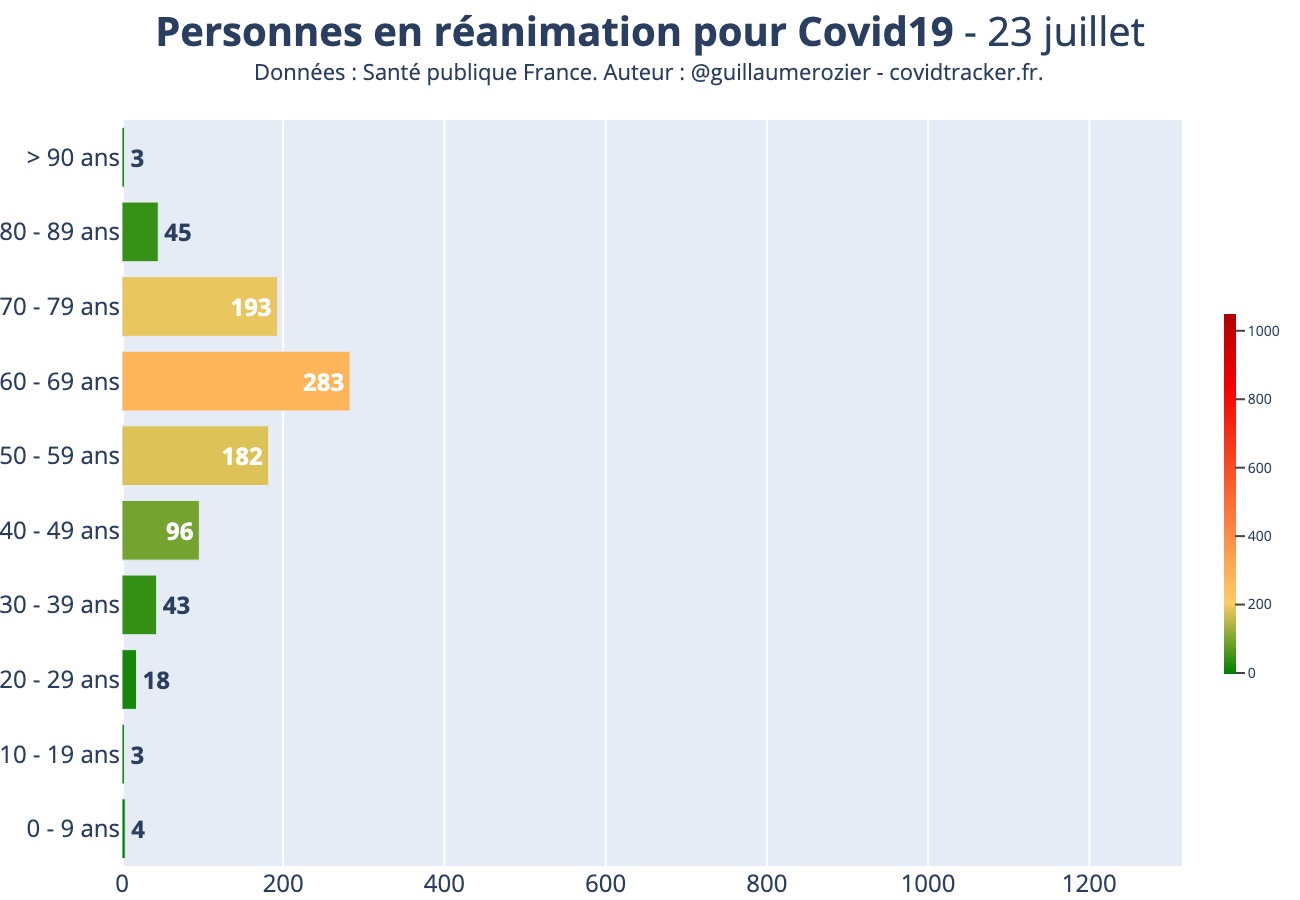 Personnes en réanimation pour Covid19 - 23 juillet
Données : Santé publique France. Auteur : @guillaumerozier - covidtracker.fr.
> 90 ans 3
80 - 89 ans 45
70 - 79 ans 193
60 - 69 ans 283
50 - 59 ans 182
40 - 49 ans 96
30 - 39 ans 43
20 - 29 ans 18
10 - 19 ans 3
0 - 9 ans 4
0 200 400 600 800 1000 1200
1000
800
600
400
200
0